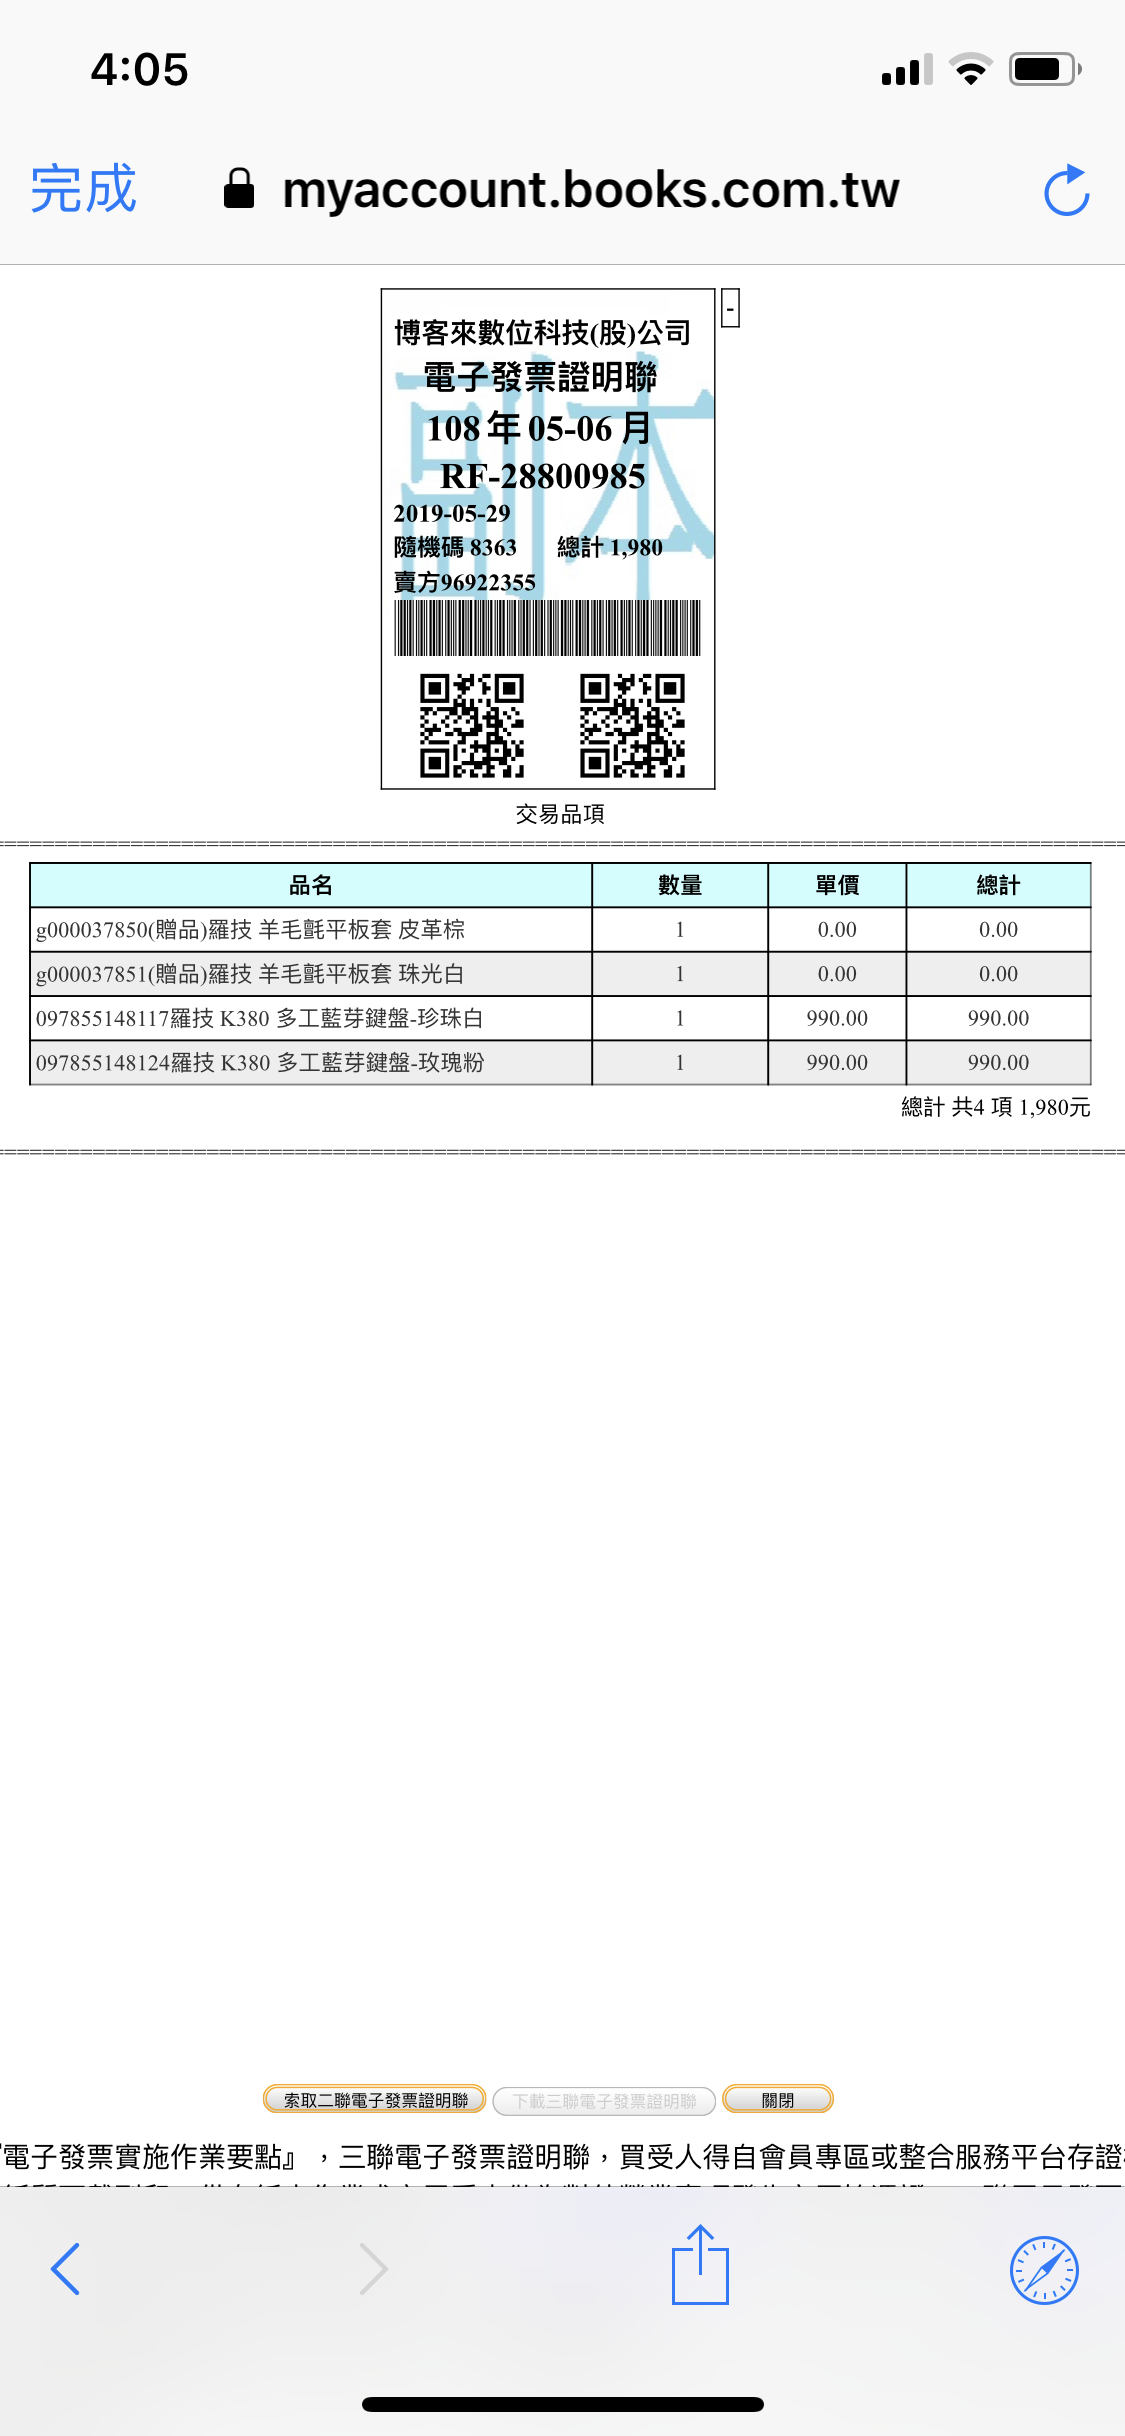 4:05
完成
myaccount.books.com.tw
-
博客來數位科技(股)公司
電子發票證明聯
108年05-06月
RF-28800985
2019-05-29
隨機碼 8363 總計 1,980
賣方96922355
副本
交易品項
品名 數量 單價 總計
g000037850(贈品)羅技 羊毛氈平板套 皮革棕 1 0.00 0.00
g000037851(贈品)羅技 羊毛氈平板套 珠光白 1 0.00 0.00
097855148117羅技 K380 多工藍芽鍵盤-珍珠白 1 990.00 990.00
097855148124羅技 K380 多工藍芽鍵盤-玫瑰粉 1 990.00 990.00
總計 共4 項 1,980元
索取二聯電子發票證明聯 下載三聯電子發票證明聯 關閉
電子發票實施作業要點』，三聯電子發票證明聯，買受人得自會員專區或整合服務平台存證